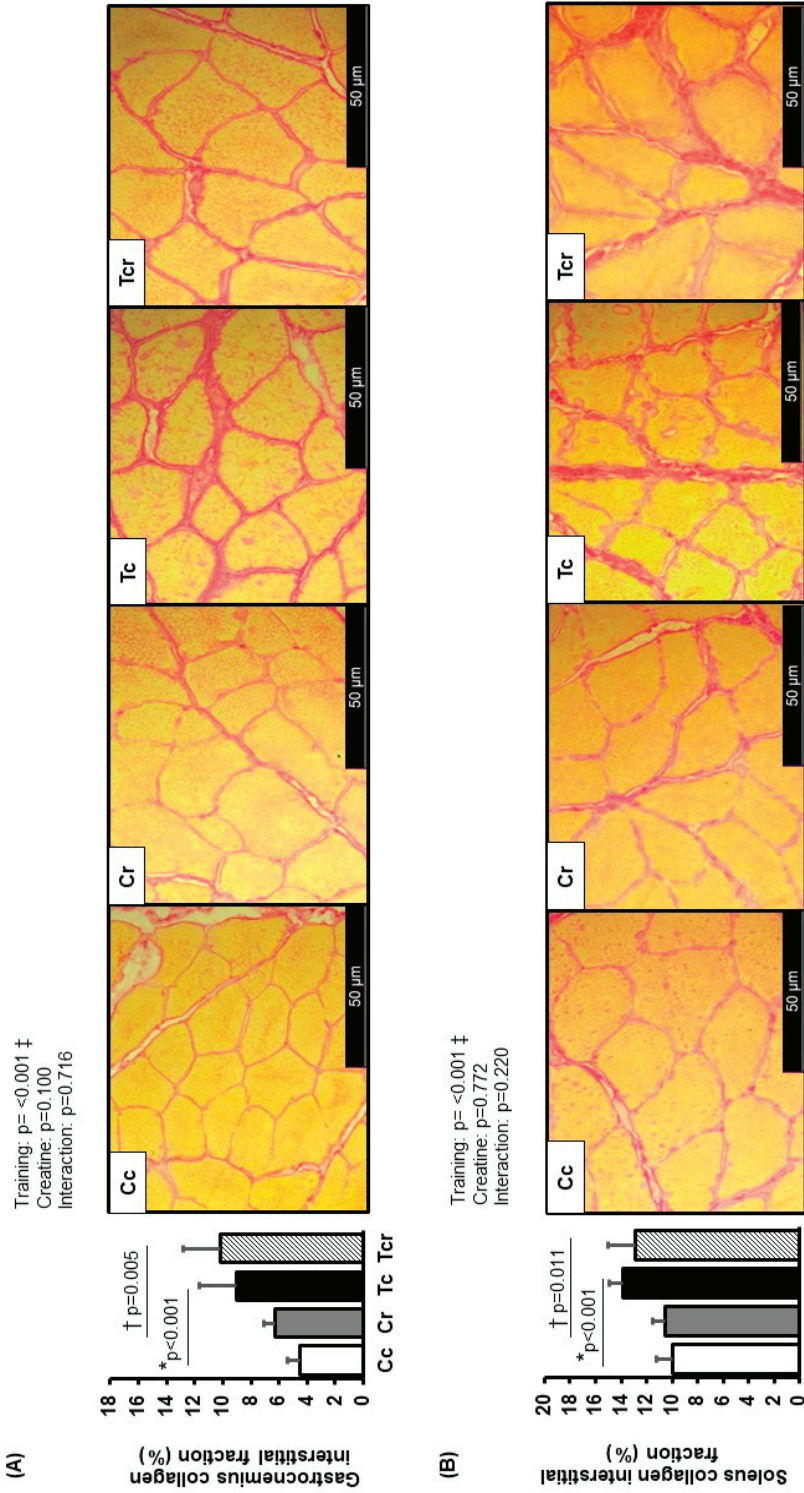 (A)
Training: p= <0.001 ‡
Creatine: p=0.100
Interaction: p=0.716
Gastrocnemius collagen
interstitial fraction (%)
18
16
14
12
10
8
6
4
2
0
† p=0.005
*p<0.001
Cc Cr Tc Tcr
Cc
50 µm
Cr
50 µm
Tc
50 µm
Tcr
50 µm
(B)
Training: p= <0.001 ‡
Creatine: p=0.772
Interaction: p=0.220
Soleus collagen interstitial
fraction (%)
20
18
16
14
12
10
8
6
4
2
0
† p=0.011
*p<0.001
Cc
50 µm
Cr
50 µm
Tc
50 µm
Tcr
50 µm